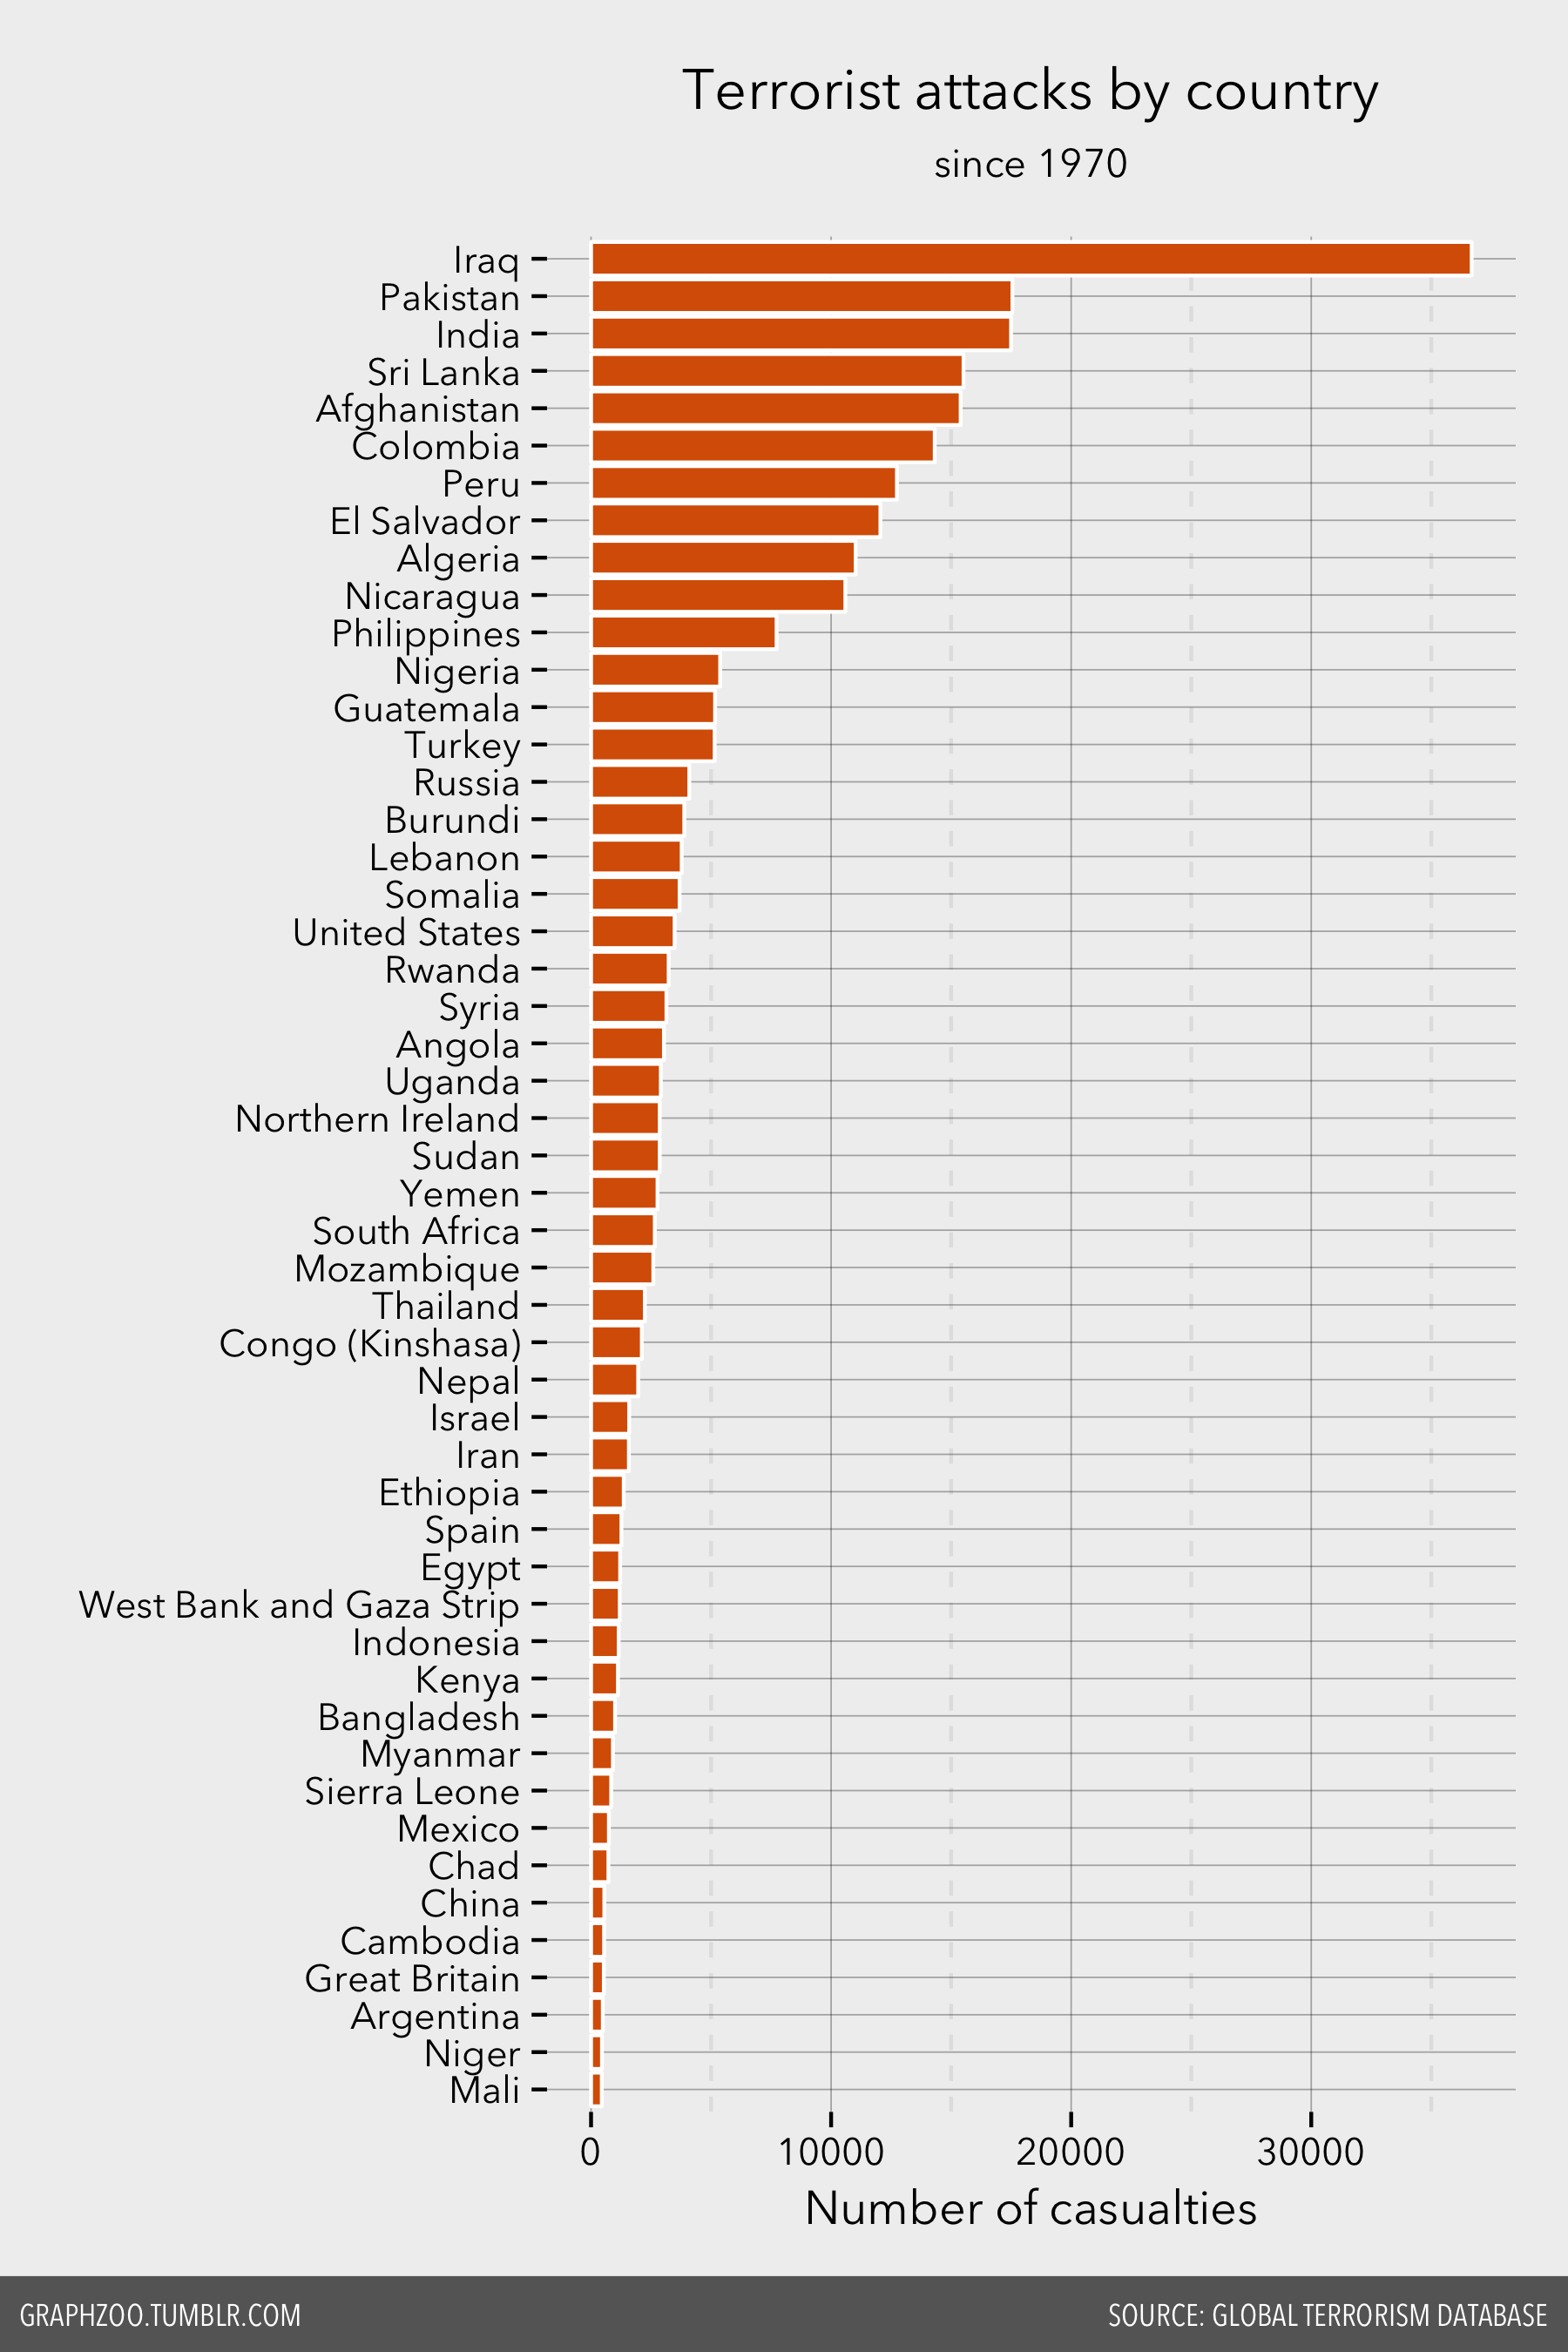 Terrorist attacks by country
since 1970
Iraq
Pakistan
India
Sri Lanka
Afghanistan
Colombia
Peru
El Salvador
Algeria
Nicaragua
Philippines
Nigeria
Guatemala
Turkey
Russia
Burundi
Lebanon
Somalia
United States
Rwanda
Syria
Angola
Uganda
Northern Ireland
Sudan
Yemen
South Africa
Mozambique
Thailand
Congo (Kinshasa)
Nepal
Israel
Iran
Ethiopia
Spain
Egypt
West Bank and Gaza Strip
Indonesia
Kenya
Bangladesh
Myanmar
Sierra Leone
Mexico
Chad
China
Cambodia
Great Britain
Argentina
Niger
Mali
0 10000 20000 30000
Number of casualties
GRAPHZOO.TUMBLR.COM SOURCE: GLOBAL TERRORISM DATABASE